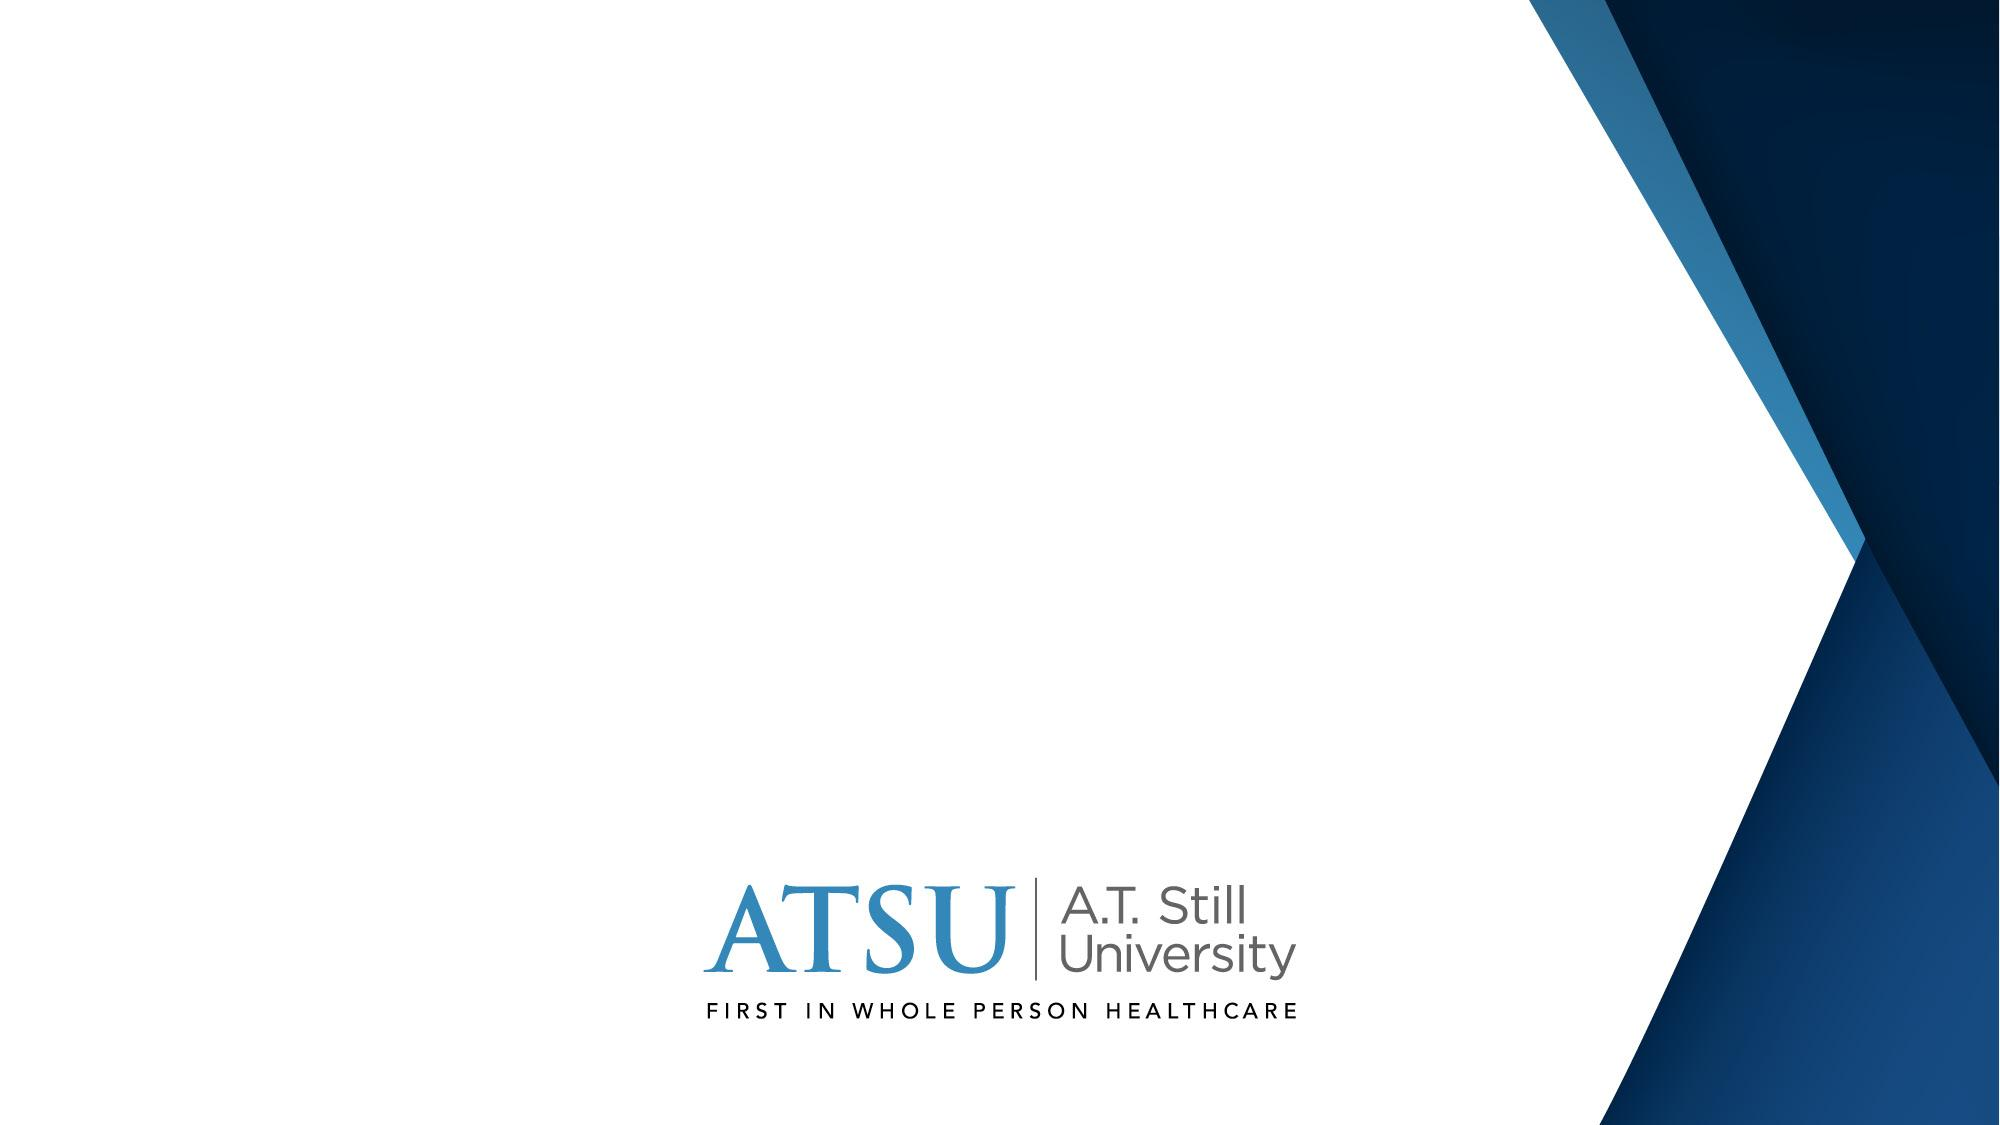 ATSU
A.T. Still
University
FIRST IN WHOLE PERSON HEALTHCARE